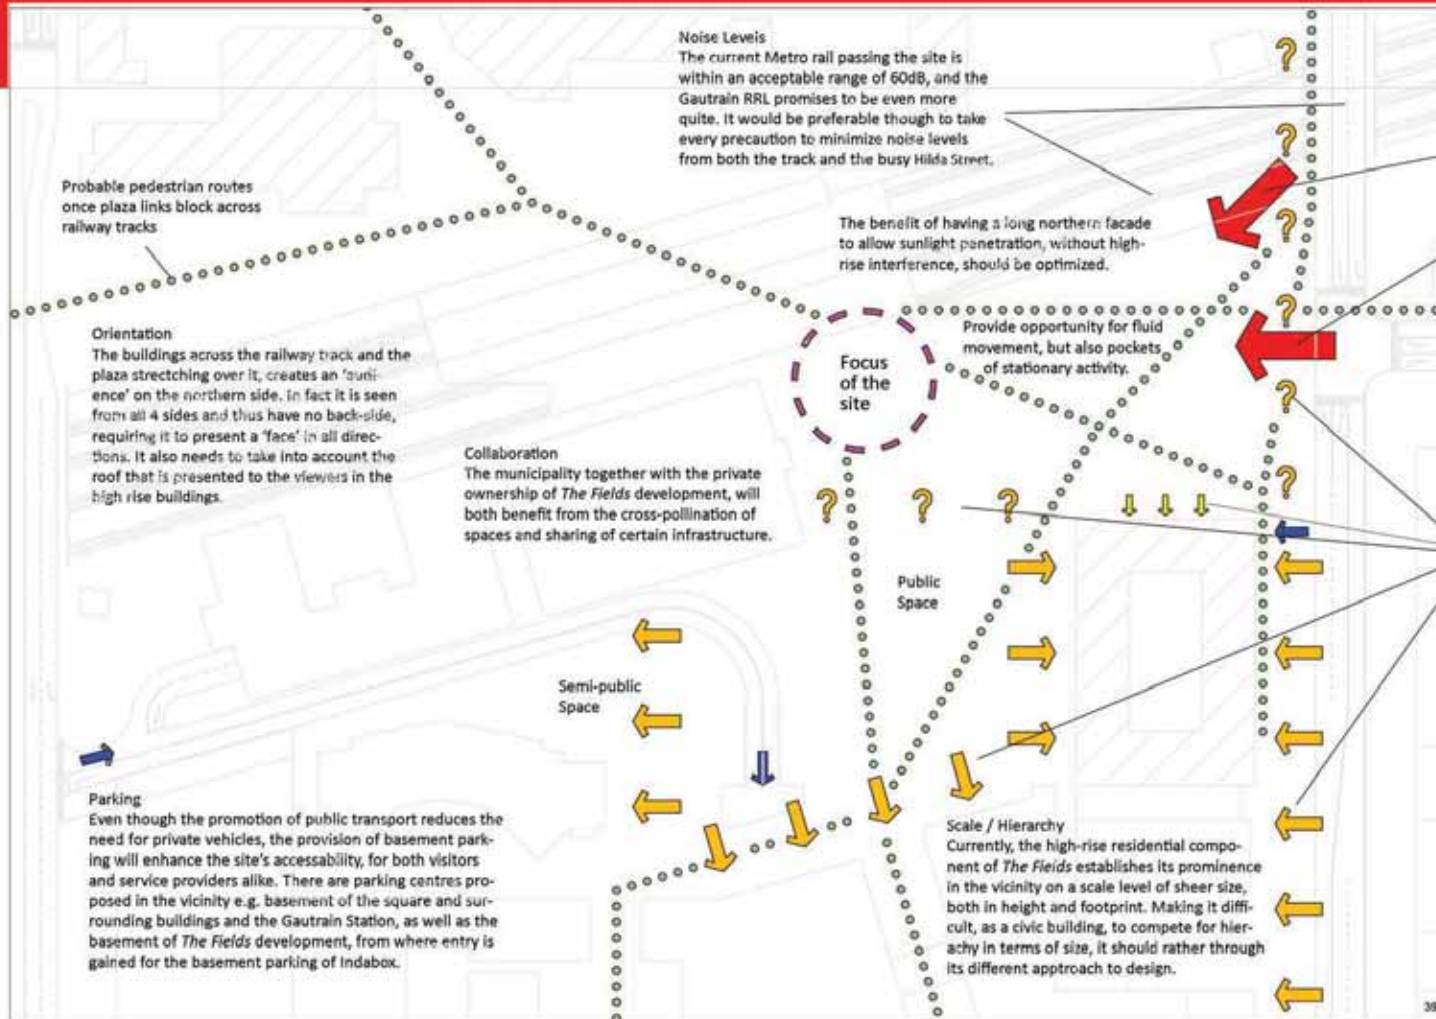 Noise Levels
The current Metro rail passing the site is
within an acceptable range of 60dB, and the
Gautrain RRL promises to be even more
quite. It would be preferable though to take
every precaution to minimize noise levels
from both the track and the busy Hilda Street.
Probable pedestrian routes
once plaza links block across
railway tracks
The benefit of having a long northern facade
to allow sunlight penetration, without high-
rise interference, should be optimized.
Orientation
The buildings across the railway track and the
plaza strectching over it, creates an 'audi-
ence' on the northern side. In fact it is seen
from all 4 sides and thus have no back-side,
requiring it to present a 'face' in all direc-
tions. It also needs to take into account the
roof that is presented to the viewers in the
high rise buildings.
Provide opportunity for fluid
movement, but also pockets
of stationary activity.
Focus
of the
site
Collaboration
The municipality together with the private
ownership of The Fields development, will
both benefit from the cross-pollination of
spaces and sharing of certain infrastructure.
? ? ?
?
?
?
?
?
?
Public
Space
Semi-public
Space
Parking
Even though the promotion of public transport reduces the
need for private vehicles, the provision of basement park-
ing will enhance the site's accessability, for both visitors
and service providers alike. There are parking centres pro-
posed in the vicinity e.g. basement of the square and sur-
rounding buildings and the Gautrain Station, as well as the
basement of The Fields development, from where entry is
gained for the basement parking of Indabox.
Scale / Hierarchy
Currently, the high-rise residential compo-
nent of The Fields establishes its prominence
in the vicinity on a scale level of sheer size,
both in height and footprint. Making it diffi-
cult, as a civic building, to compete for hier-
achy in terms of size, it should rather through
its different apptroach to design.
39